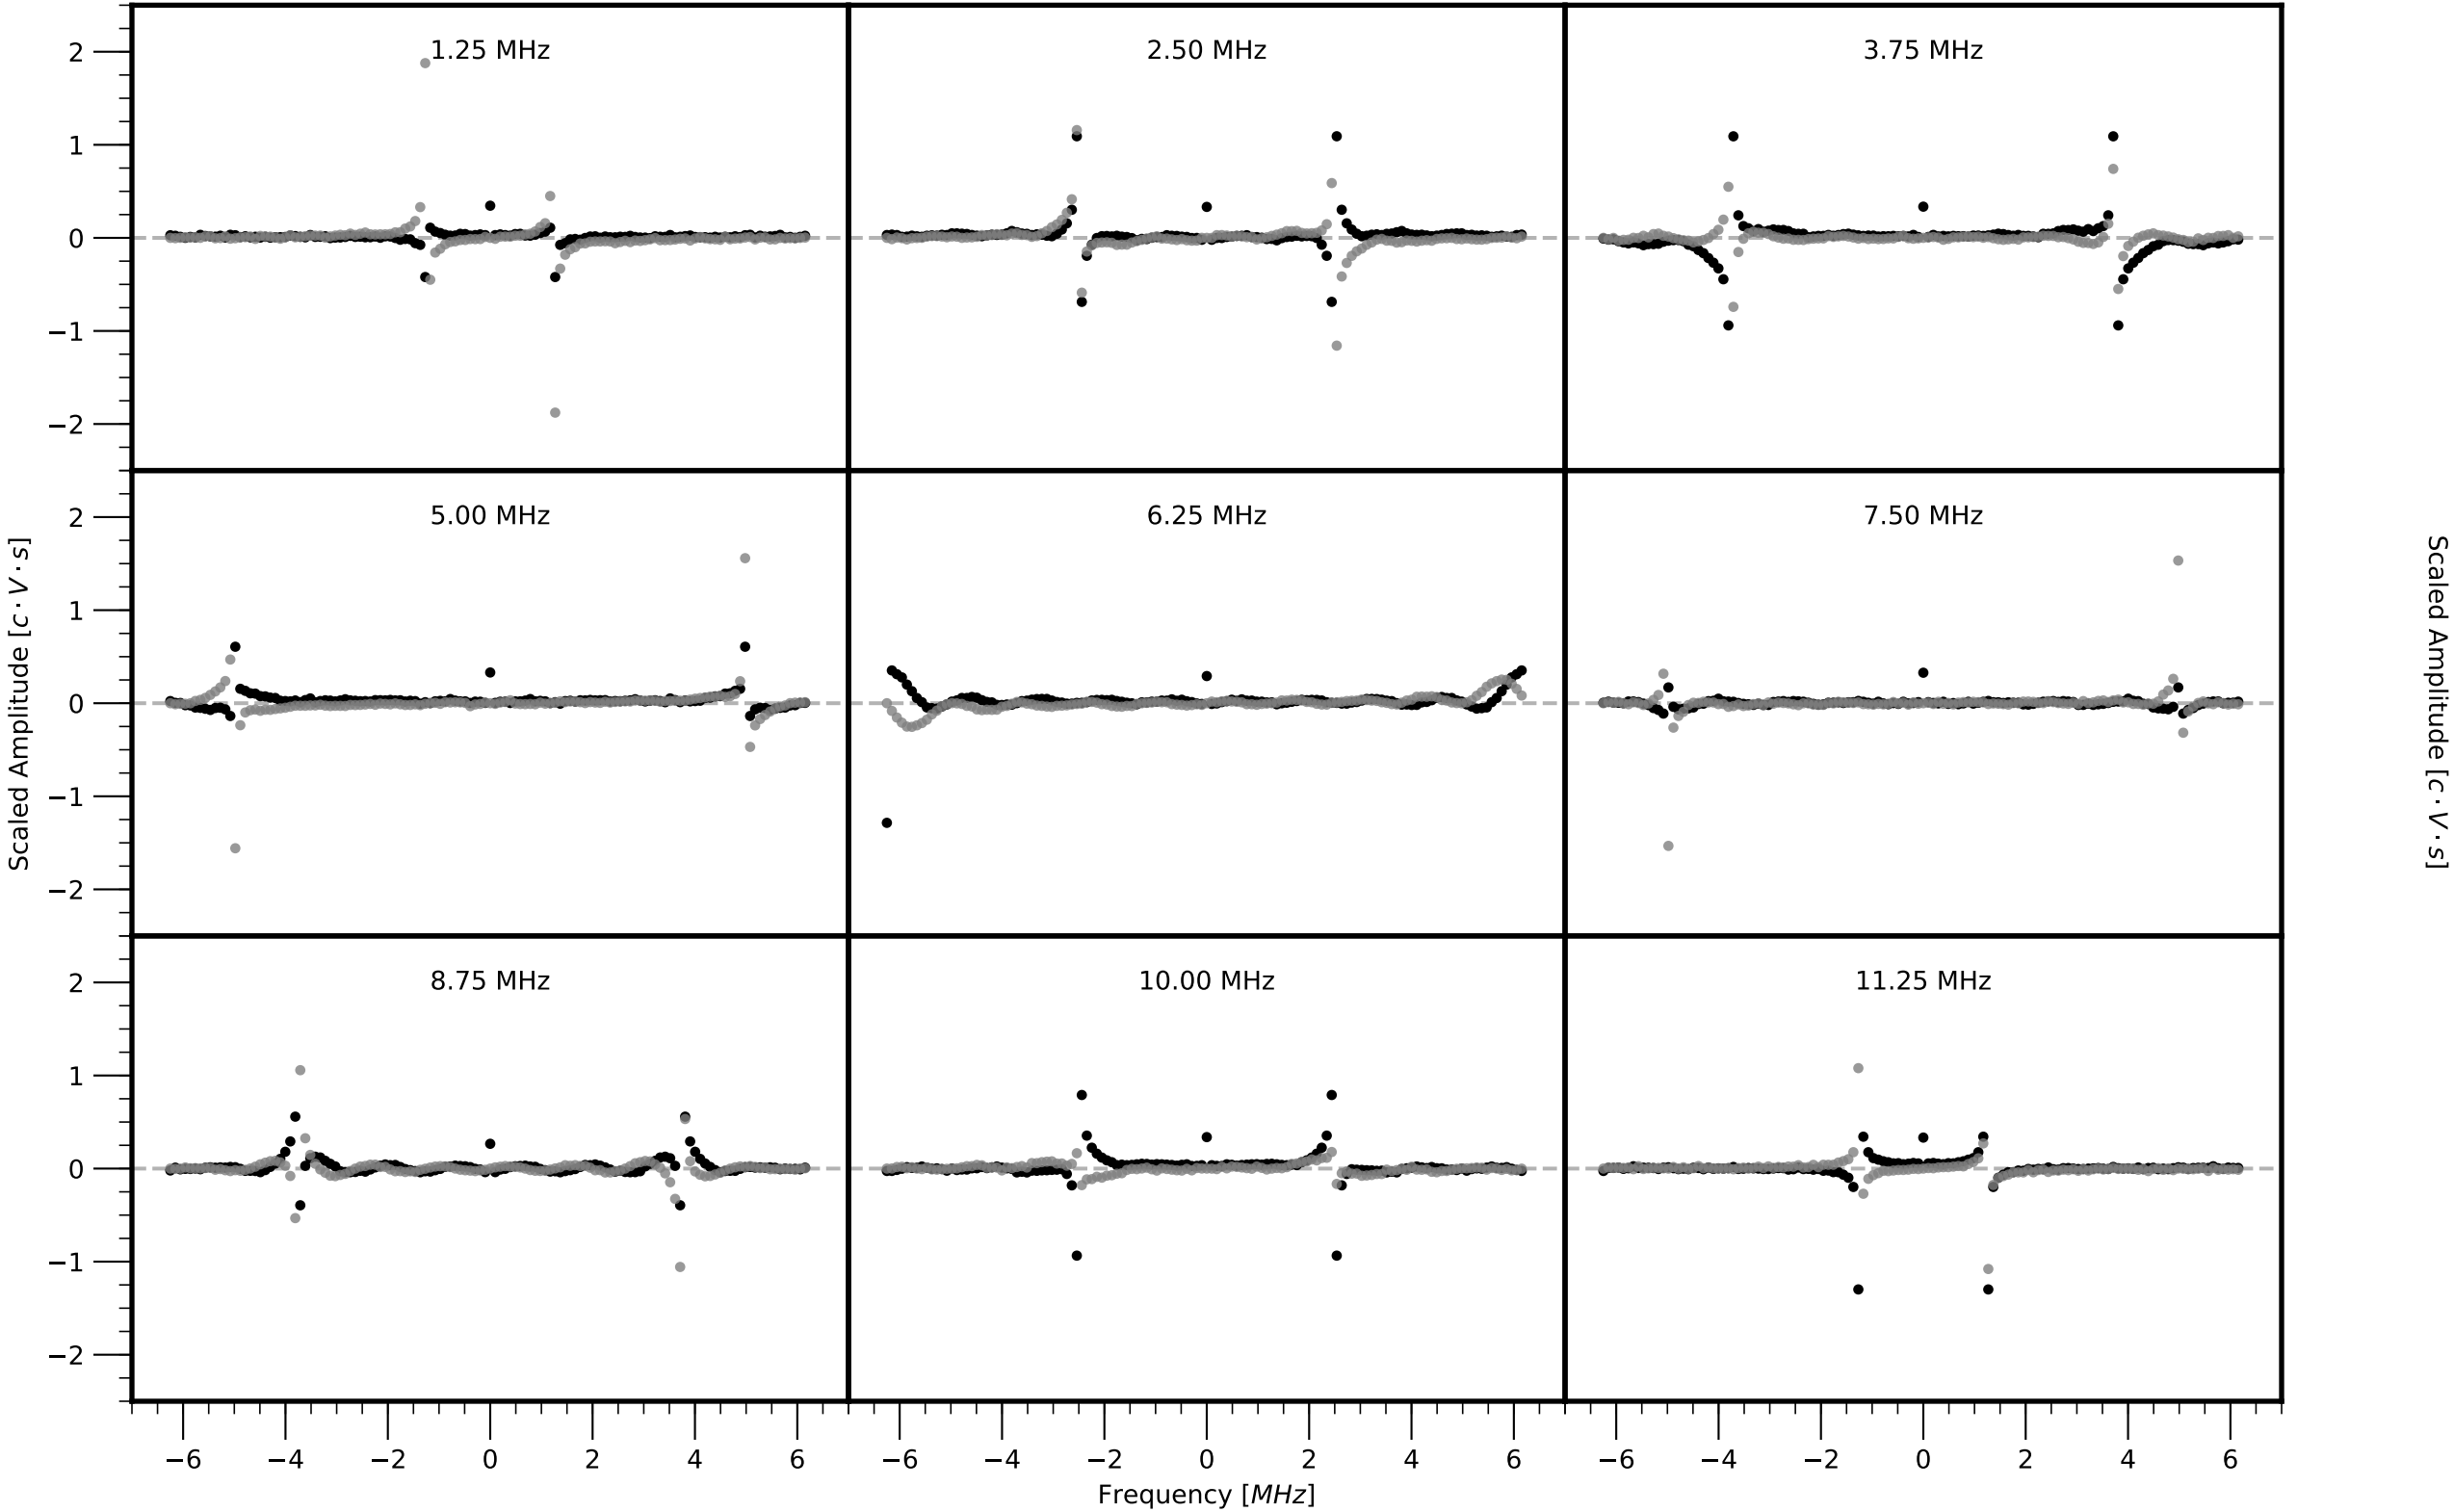 1.25 MHz
2.50 MHz
3.75 MHz
2
1
0
−1
−2
5.00 MHz
6.25 MHz
7.50 MHz
2
1
0
−1
−2
Scaled Amplitude [c · V · s]
Scaled Amplitude [c · V · s]
8.75 MHz
10.00 MHz
11.25 MHz
2
1
0
−1
−2
−6 −4 −2 0 2 4 6
−6 −4 −2 0 2 4 6
−6 −4 −2 0 2 4 6
Frequency [MHz]